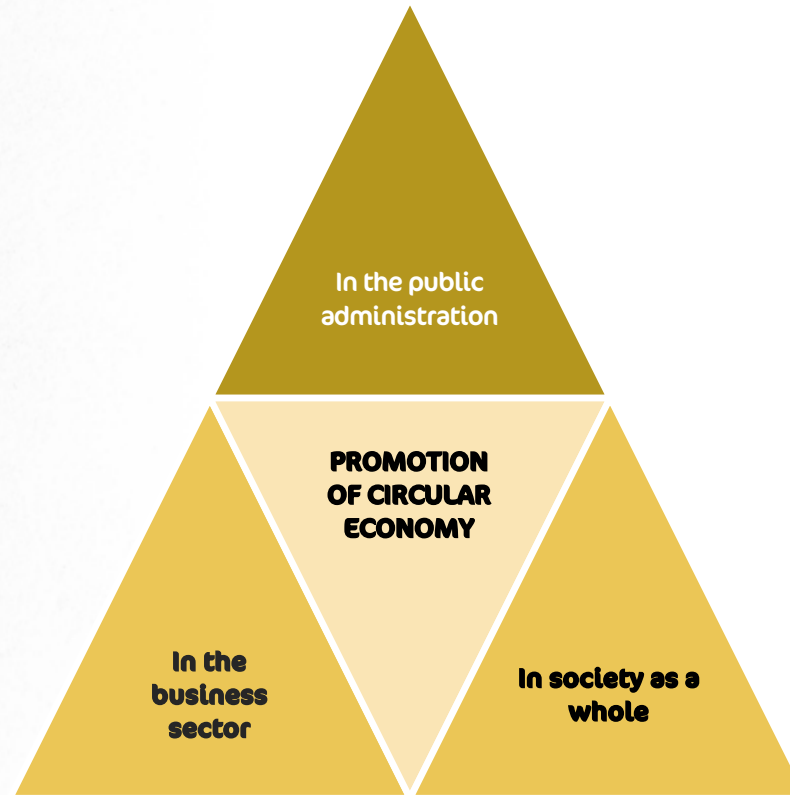 In the public
administration
PROMOTION
OF CIRCULAR
ECONOMY
In the
business
sector
In society as a
whole